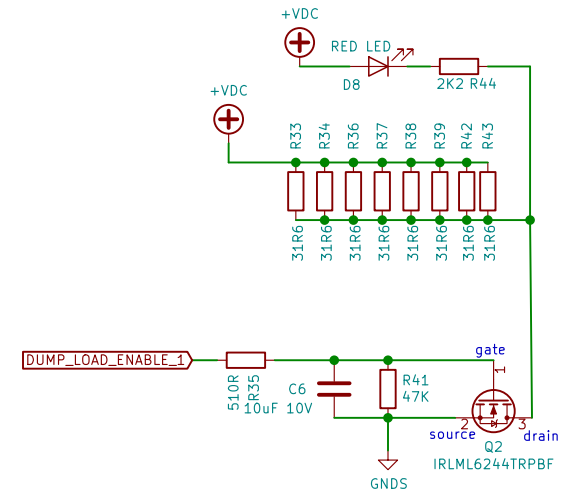 +VDC
RED LED
D8
2K2 R44
+VDC
R33
R34
R36
R37
R38
R39
R42
R43
31R6
31R6
31R6
31R6
31R6
31R6
31R6
31R6
DUMP_LOAD_ENABLE_1
510R
R35
C6
10uF 10V
R41
47K
gate
1
source
2
3
drain
Q2
IRLML6244TRPBF
GNDS